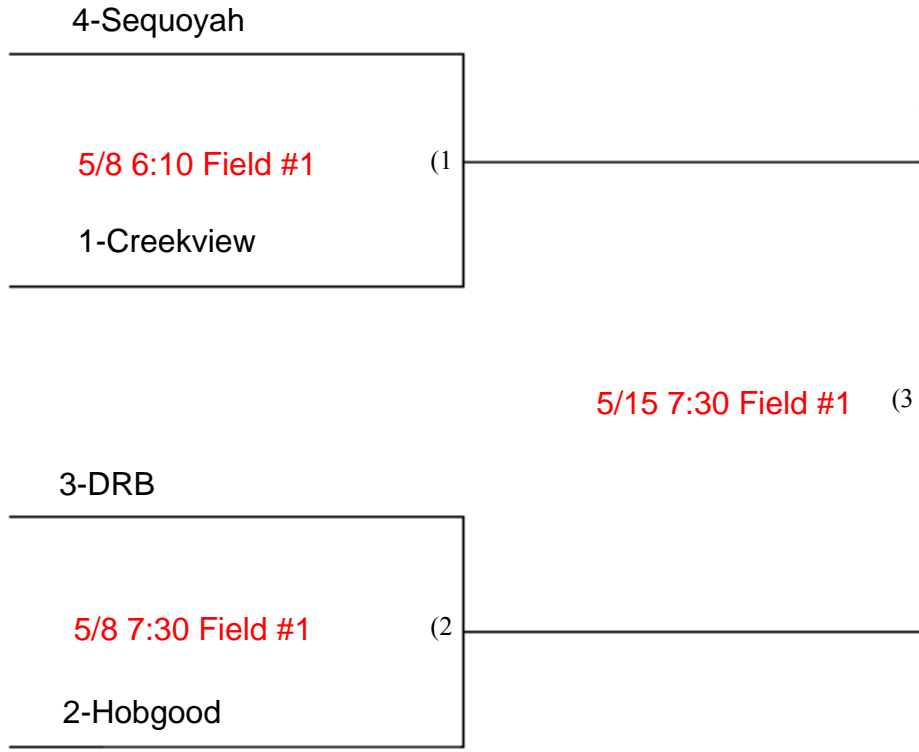 4-Sequoyah
5/8 6:10 Field #1 (1
1-Creekview
5/15 7:30 Field #1 (3
3-DRB
5/8 7:30 Field #1 (2
2-Hobgood